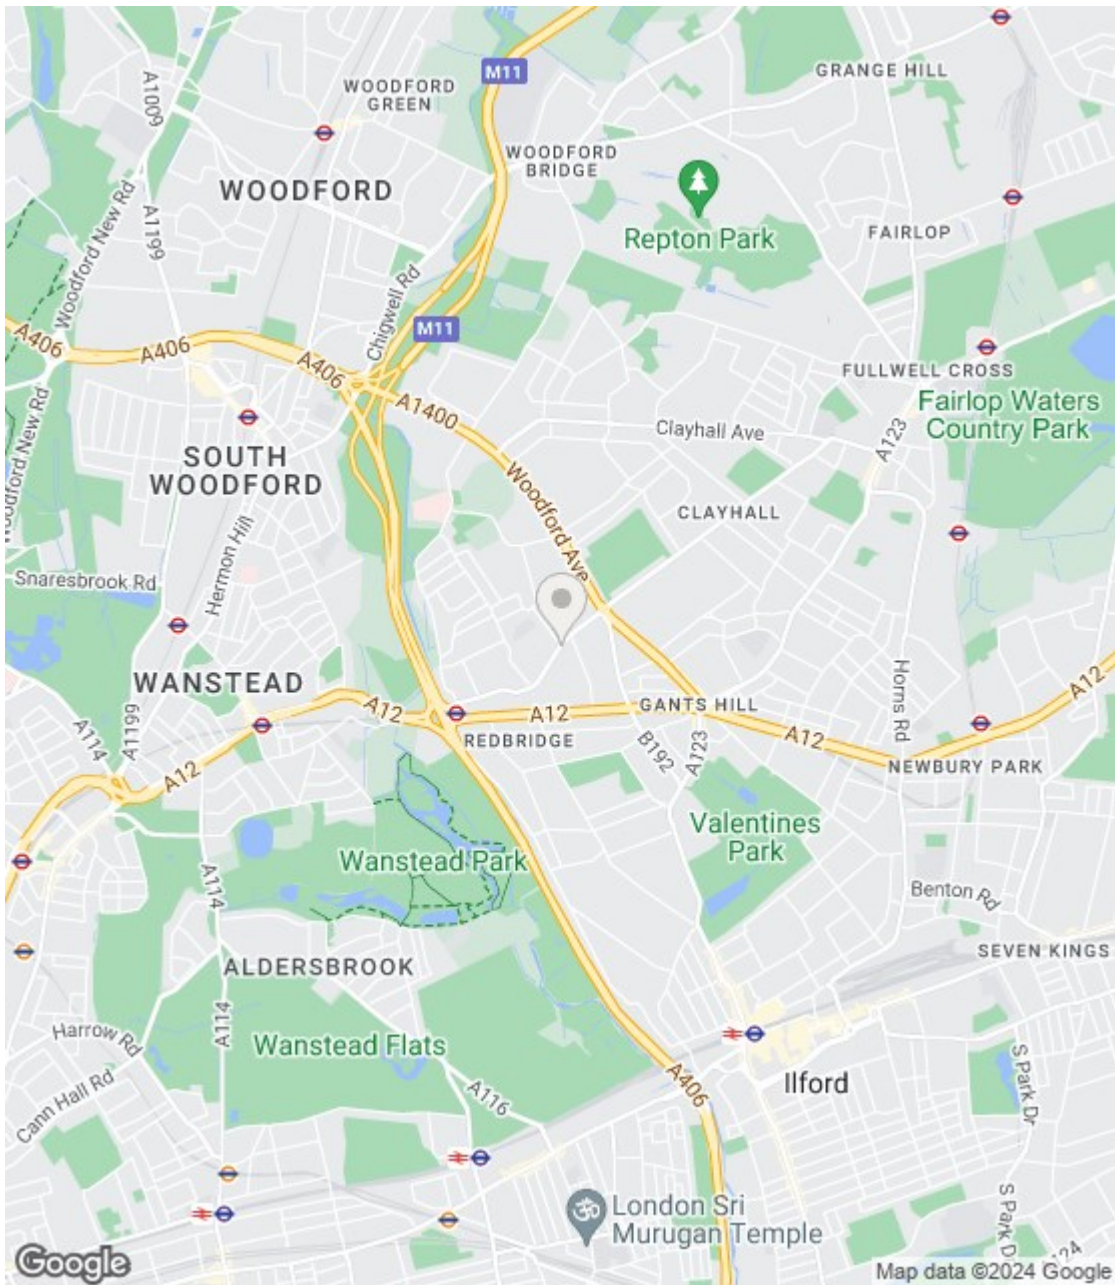 M11
GRANGE HILL
A1009
WOODFORD
GREEN
WOODFORD
BRIDGE
WOODFORD
Woodford New Rd
A1199
Repton Park
FAIRLOP
Chigwell Rd
M11
A406
A406
A406
A1400
FULLWELL CROSS
Fairlop Waters
Country Park
Clayhall Ave
A123
Woodford New Rd
SOUTH
WOODFORD
Woodford Ave
CLAYHALL
Hermon Hill
Snaresbrook Rd
WANSTEAD
A114
A1199
A12
A12
GANTS HILL
Horns Rd
A12
REDBRIDGE
B192
A123
A12
NEWBURY PARK
A12
Valentines
Park
Wanstead Park
A114
Benton Rd
SEVEN KINGS
ALDERSBROOK
A114
Harrow Rd
Wanstead Flats
Cann Hall Rd
A116
A406
Ilford
S Park Dr
London Sri
Murugan Temple
S Park D
124
Google
Map data ©2024 Google